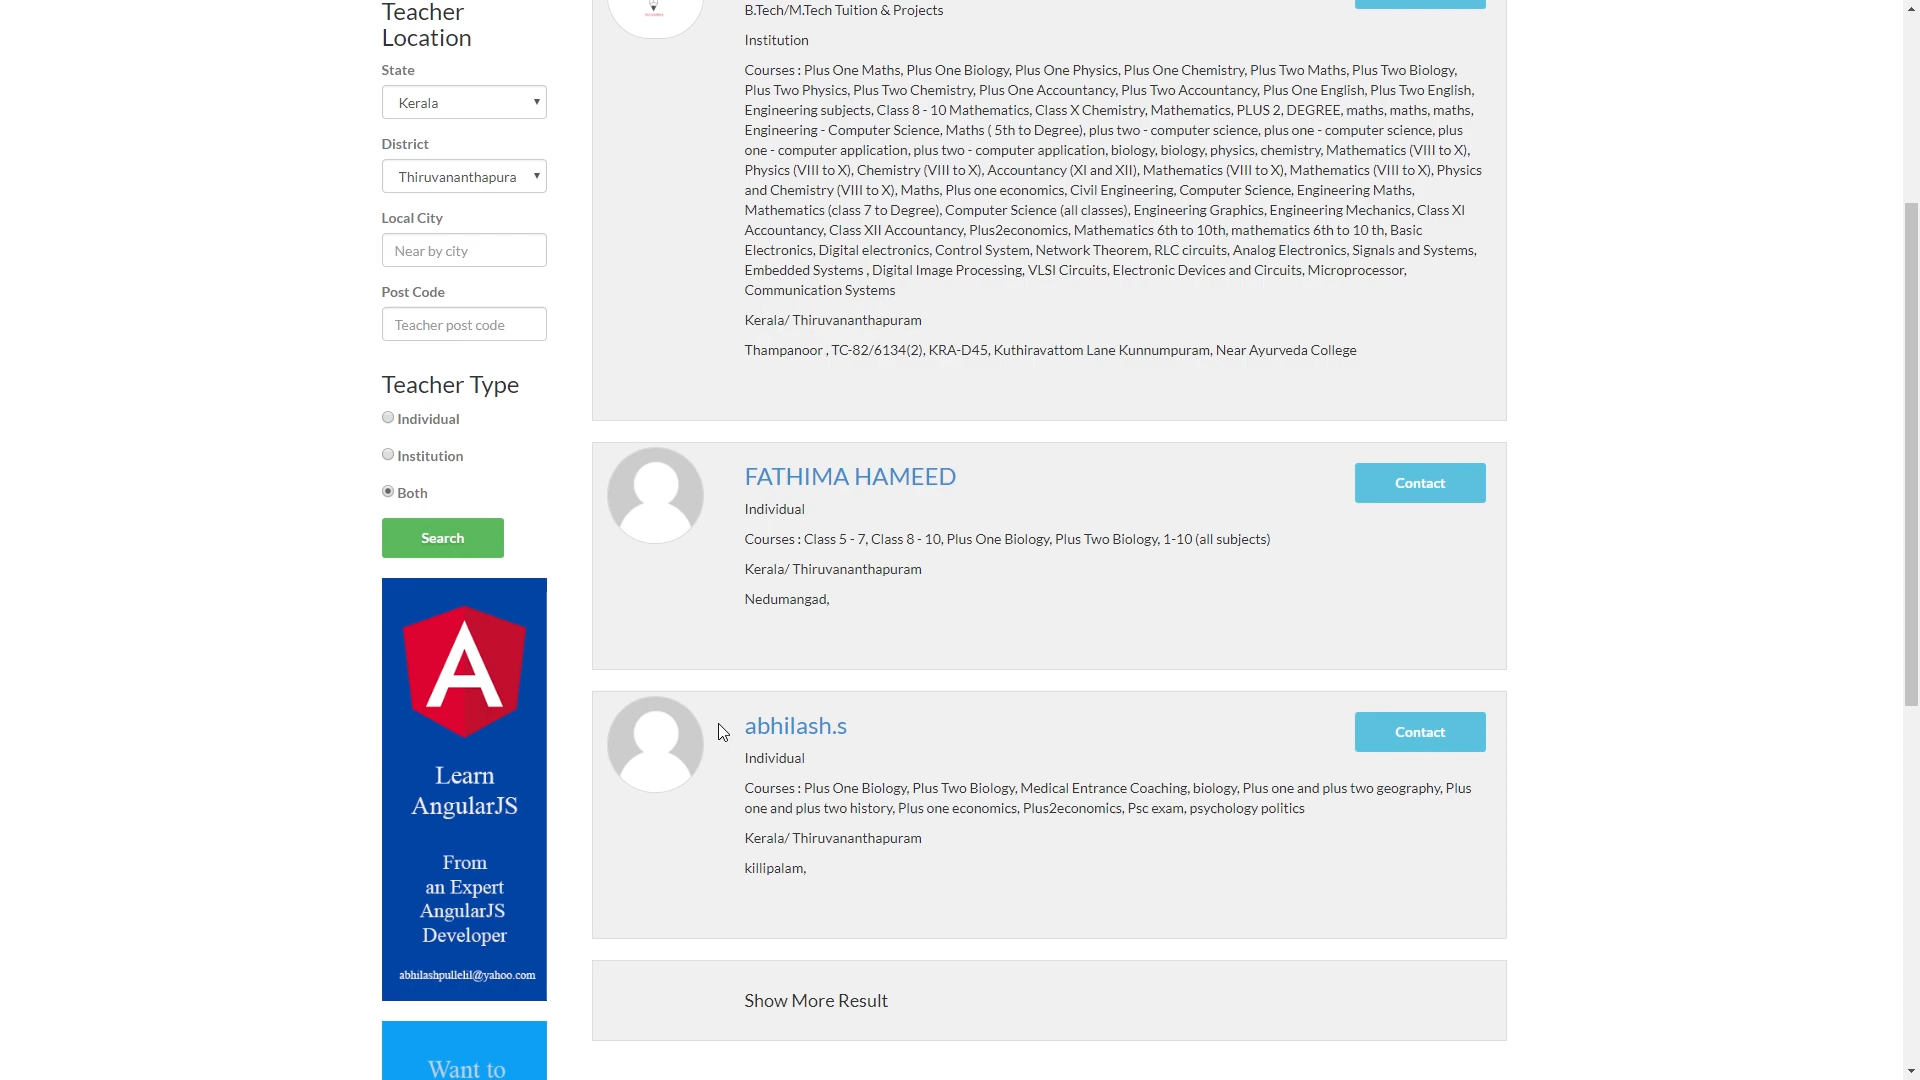 Teacher
Location
State
Kerala
District
Thiruvananthapura
Local City
Near by city
Post Code
Teacher post code
Teacher Type
Individual
Institution
Both
Search
Learn
AngularJS
From
an Expert
AngularJS
Developer
abhilashpullelil@yahoo.com
Want to
B.Tech/M.Tech Tuition & Projects
Institution
Courses : Plus One Maths, Plus One Biology, Plus One Physics, Plus One Chemistry, Plus Two Maths, Plus Two Biology,
Plus Two Physics, Plus Two Chemistry, Plus One Accountancy, Plus Two Accountancy, Plus One English, Plus Two English,
Engineering subjects, Class 8 - 10 Mathematics, Class X Chemistry, Mathematics, PLUS 2, DEGREE, maths, maths, maths,
Engineering - Computer Science, Maths ( 5th to Degree), plus two - computer science, plus one - computer science, plus
one - computer application, plus two - computer application, biology, biology, physics, chemistry, Mathematics (VIII to X),
Physics (VIII to X), Chemistry (VIII to X), Accountancy (XI and XII), Mathematics (VIII to X), Mathematics (VIII to X), Physics
and Chemistry (VIII to X), Maths, Plus one economics, Civil Engineering, Computer Science, Engineering Maths,
Mathematics (class 7 to Degree), Computer Science (all classes), Engineering Graphics, Engineering Mechanics, Class XI
Accountancy, Class XII Accountancy, Plus2economics, Mathematics 6th to 10th, mathematics 6th to 10 th, Basic
Electronics, Digital electronics, Control System, Network Theorem, RLC circuits, Analog Electronics, Signals and Systems,
Embedded Systems , Digital Image Processing, VLSI Circuits, Electronic Devices and Circuits, Microprocessor,
Communication Systems
Kerala/ Thiruvananthapuram
Thampanoor , TC-82/6134(2), KRA-D45, Kuthiravattom Lane Kunnumpuram, Near Ayurveda College
FATHIMA HAMEED
Contact
Individual
Courses : Class 5 - 7, Class 8 - 10, Plus One Biology, Plus Two Biology, 1-10 (all subjects)
Kerala/ Thiruvananthapuram
Nedumangad,
abhilash.s
Contact
Individual
Courses : Plus One Biology, Plus Two Biology, Medical Entrance Coaching, biology, Plus one and plus two geography, Plus
one and plus two history, Plus one economics, Plus2economics, Psc exam, psychology politics
Kerala/ Thiruvananthapuram
killipalam,
Show More Result